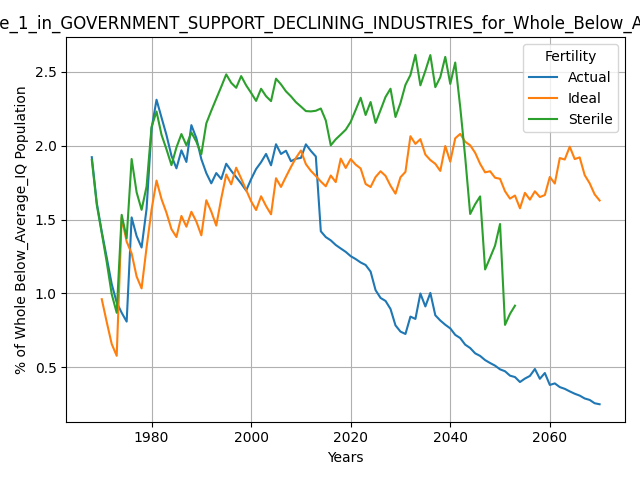 e_1_in_GOVERNMENT_SUPPORT_DECLINING_INDUSTRIES_for_Whole_Below_A
Fertility
Actual
Ideal
Sterile
% of Whole Below_Average_IQ Population
2.5
2.0
1.5
1.0
0.5
1980
2000
2020
2040
2060
Years